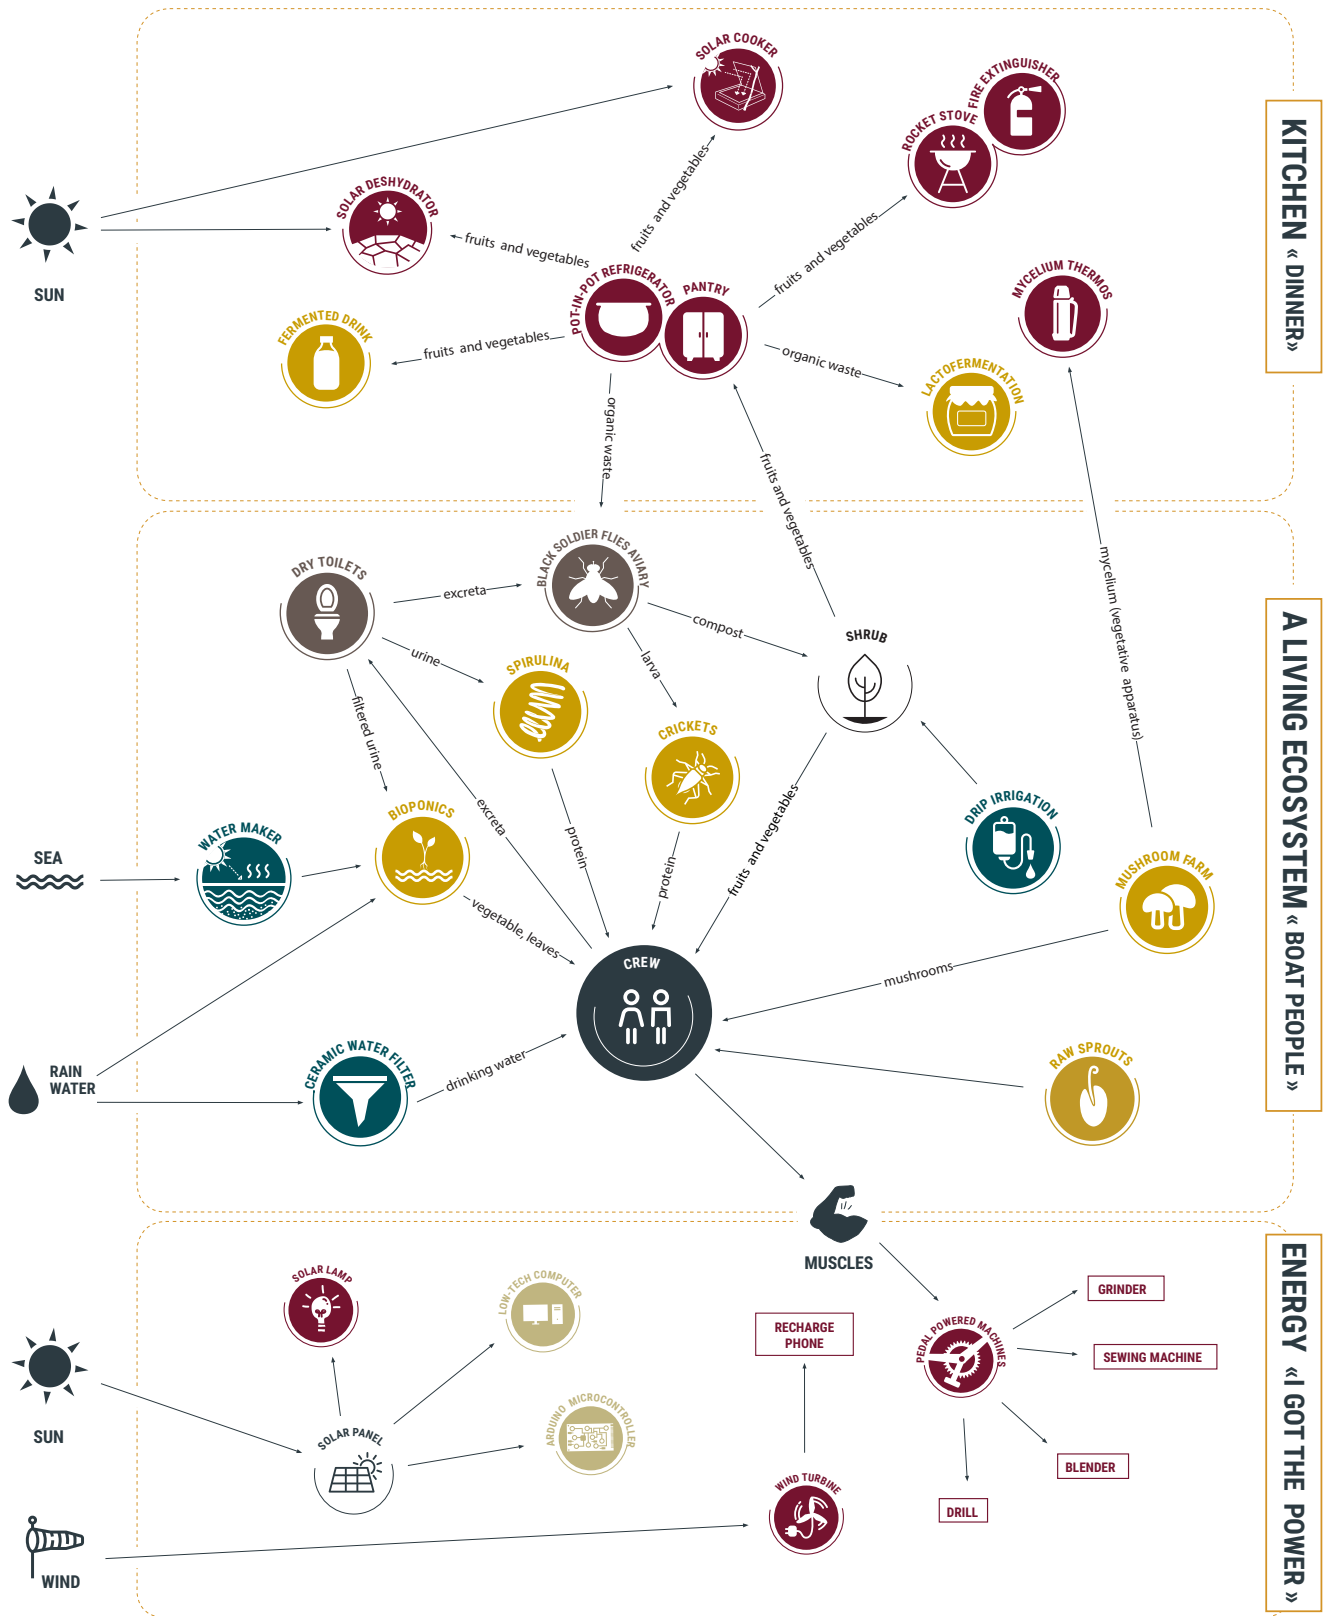 SOLAR COOKER
FIRE EXTINGUISHER
ROCKET STOVE
KITCHEN « DINNER»
SOLAR DESHYDRATOR
fruits and vegetables
fruits and vegetables
fruits and vegetables
SUN
POT-IN-POT REFRIGERATOR
PANTRY
MYCELIUM THERMOS
FERMENTED DRINK
fruits and vegetables
organic waste
LACTOFERMENTATION
organic waste
fruits and vegetables
DRY TOILETS
BLACK SOLDIER FLIES AVIARY
excreta
compost
SHRUB
mycelium (vegetative apparatus)
A LIVING ECOSYSTEM « BOAT PEOPLE »
urine
SPIRULINA
larva
filtered urine
CRICKETS
excreta
BIOPONICS
DRIP IRRIGATION
WATER MAKER
protein
protein
fruits and vegetables
SEA
MUSHROOM FARM
vegetable, leaves
CREW
mushrooms
RAIN
WATER
CERAMIC WATER FILTER
drinking water
RAW SPROUTS
MUSCLES
ENERGY «I GOT THE POWER »
SOLAR LAMP
LOW-TECH COMPUTER
GRINDER
RECHARGE
PHONE
PEDAL POWERED MACHINES
SEWING MACHINE
ARDUINO MICROCONTROLLER
SUN
SOLAR PANEL
BLENDER
WIND TURBINE
DRILL
WIND